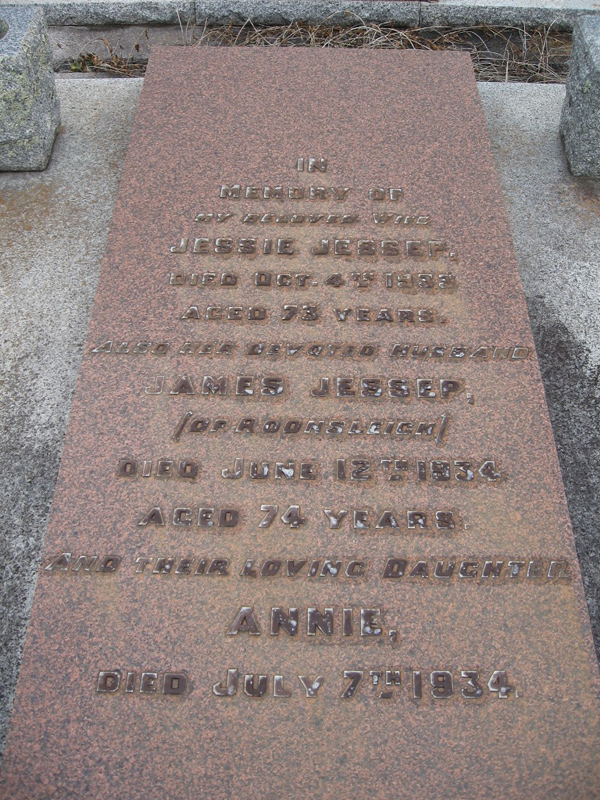 IN
MEMORY OF
MY BELOVED WIFE
JESSIE JESSEP,
DIED OCT. 4TH 1933
AGED 73 YEARS.
ALSO HER DEVOTED HUSBAND
JAMES JESSEP,
(OF ROONSLEIGH)
DIED JUNE 12TH 1934.
AGED 74 YEARS.
AND THEIR LOVING DAUGHTER
ANNIE,
DIED JULY 7TH 1934.